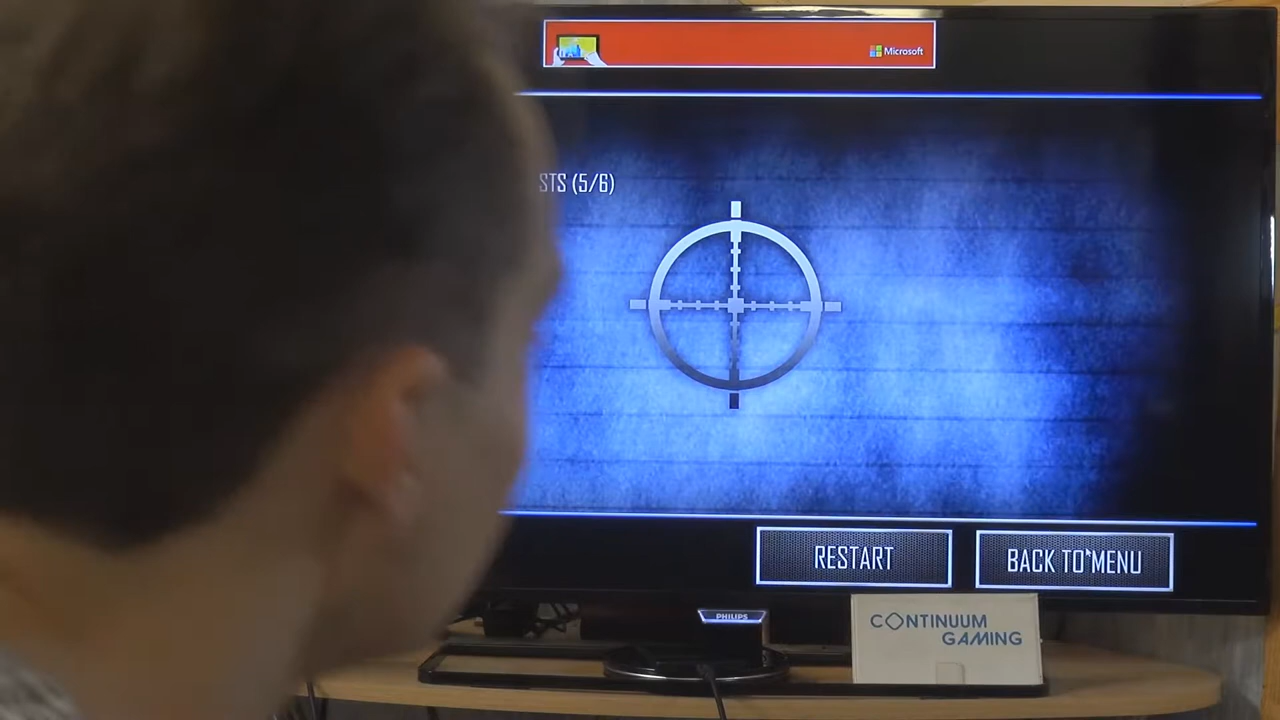 Microsoft
STS (5/6)
RESTART
BACK TO MENU
PHILIPS
CONTINUUM
GAMING